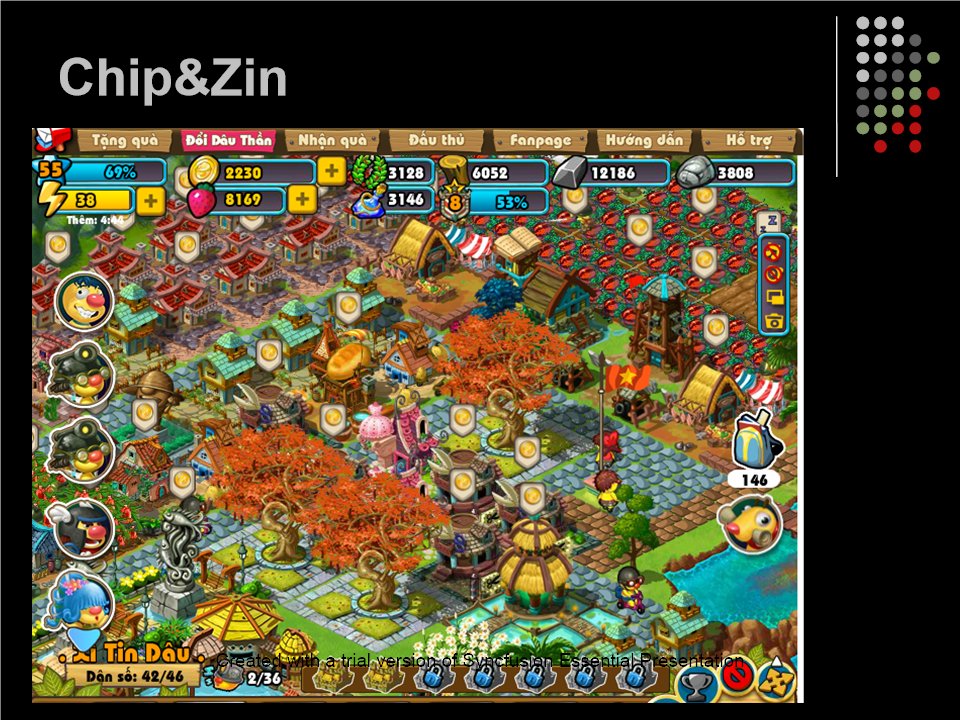 Chip&Zin
Tặng quà Đổi Dâu Thần Nhận quà Đấu thủ Fanpage Hướng dẫn Hỗ trợ
55 69% 2230 3128 6052 12186 3808
38 8169 3146 8 53%
Thêm: 4:44
z Z
146
Xì Tin Dâu
Created with a trial version of Syncfusion Essential Presentation
Dân số: 42/46 2/36